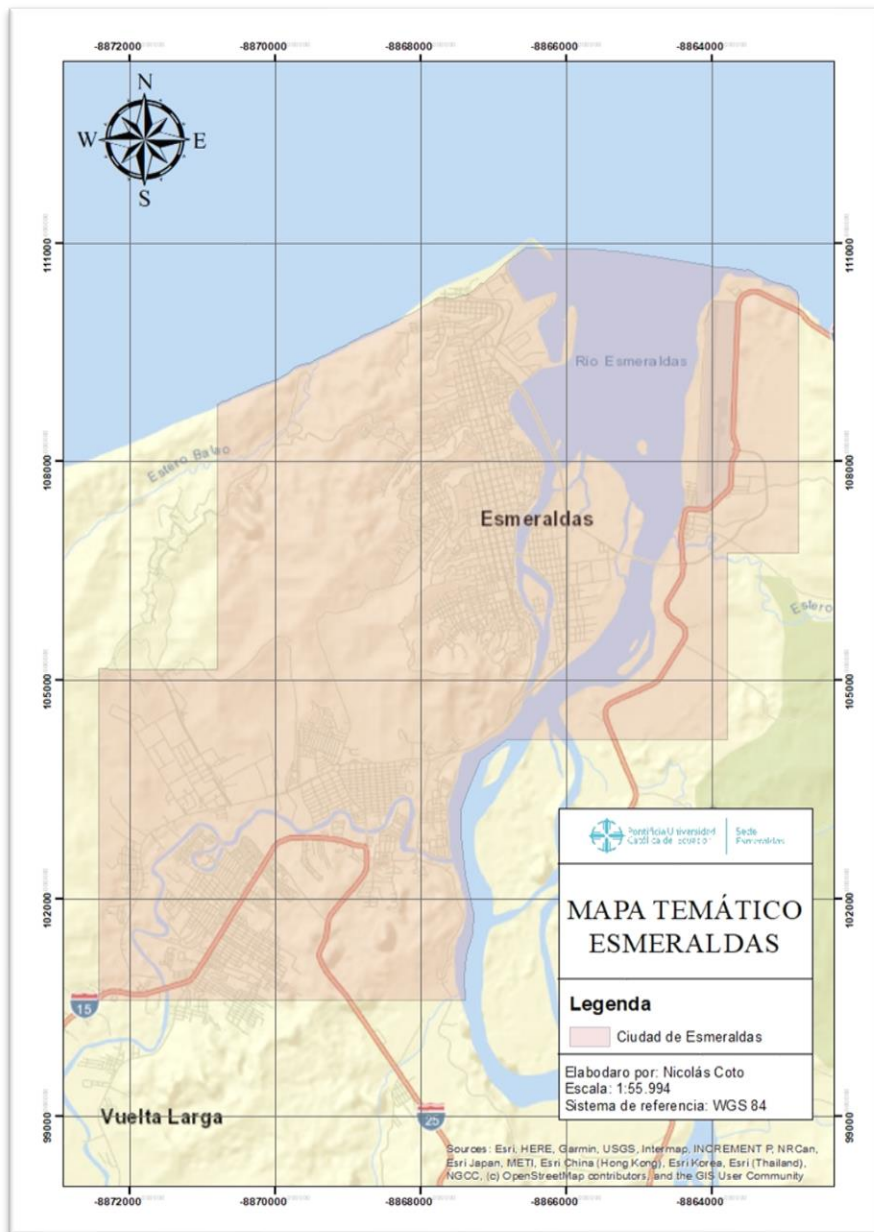 -8872000 -8870000 -8868000 -8866000 -8864000
N
W E
S
111000 111000
Río Esmeraldas
108000 108000
Estero Balao
Esmeraldas
Estero
105000 105000
Pontificia Universidad
Católica del Ecuador
Sede
Esmeraldas
102000 102000
MAPA TEMÁTICO
ESMERALDAS
Legenda
15
Ciudad de Esmeraldas
Elabodaro por: Nicolás Coto
Escala: 1:55.994
Sistema de referencia: WGS 84
Vuelta Larga
25
99000 99000
Sources: Esri, HERE, Garmin, USGS, Intermap, INCREMENT P, NRCan,
Esri Japan, METI, Esri China (Hong Kong), Esri Korea, Esri (Thailand),
NGCC, (c) OpenStreetMap contributors, and the GIS User Community
-8872000 -8870000 -8868000 -8866000 -8864000